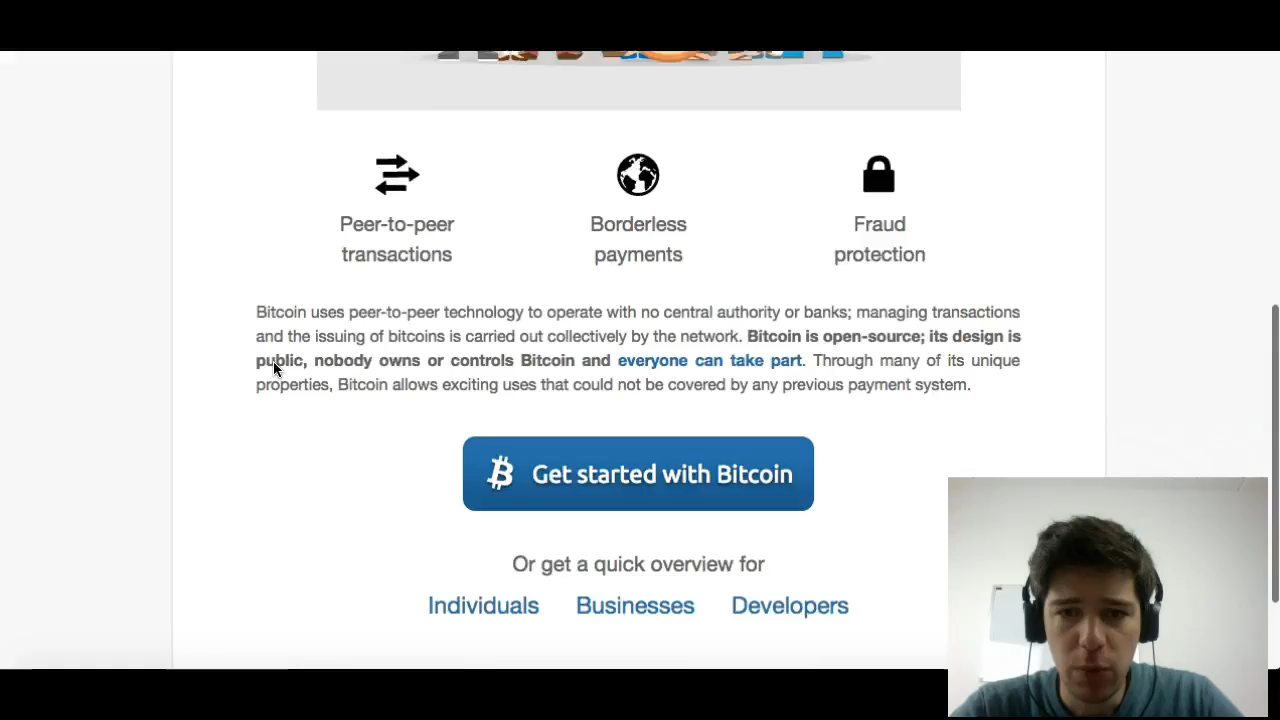 Peer-to-peer
transactions
Borderless
payments
Fraud
protection
Bitcoin uses peer-to-peer technology to operate with no central authority or banks; managing transactions
and the issuing of bitcoins is carried out collectively by the network. Bitcoin is open-source; its design is
public, nobody owns or controls Bitcoin and everyone can take part. Through many of its unique
properties, Bitcoin allows exciting uses that could not be covered by any previous payment system.
Get started with Bitcoin
Or get a quick overview for
Individuals Businesses Developers